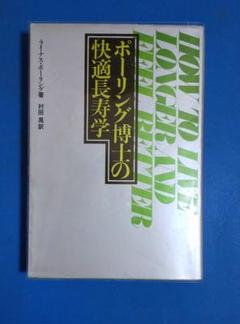 HOW TO LIVE
LONGER AND
FEEL BETTER
ポーリング博士の
快適長寿学
ライナス・ポーリング著
村田晃訳